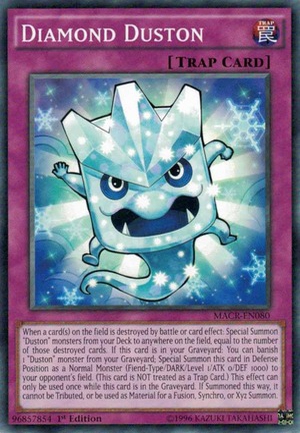 DIAMOND DUSTON
TRAP
罠
[TRAP CARD]
MACR-EN080
When a card(s) on the field is destroyed by battle or card effect: Special Summon
"Duston" monsters from your Deck to anywhere on the field, equal to the number
of those destroyed cards. If this card is in your Graveyard: You can banish
1 "Duston" monster from your Graveyard; Special Summon this card in Defense
Position as a Normal Monster (Fiend-Type/DARK/Level 1/ATK 0/DEF 1000) to
your opponent's field. (This card is NOT treated as a Trap Card.) This effect can
only be used once while this card is in the Graveyard. If Summoned this way, it
cannot be Tributed, or be used as Material for a Fusion, Synchro, or Xyz Summon.
96857854 1st Edition ©1996 KAZUKI TAKAHASHI